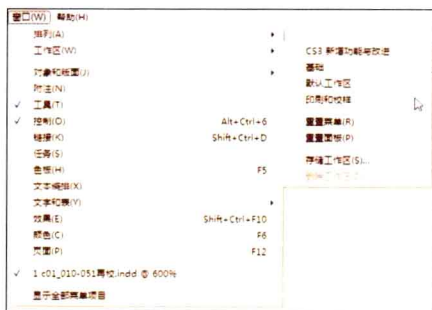 窗口(W) 帮助(H)
排列(A)
工作区(W)
对象和版面(J)
附注(N)
✓ 工具(T)
✓ 控制(O) Alt+Ctrl+6
链接(K) Shift+Ctrl+D
任务(S)
色板(H) F5
文本绕排(X)
文字和表(Y)
效果(E) Shift+Ctrl+F10
颜色(C) F6
页面(P) F12
✓ 1 c01_010-051再校.indd @ 600%
显示全部菜单项目
CS3 新增功能与改进
基础
默认工作区
印刷和校样
重置菜单(R)
重置面板(P)
存储工作区(S)...